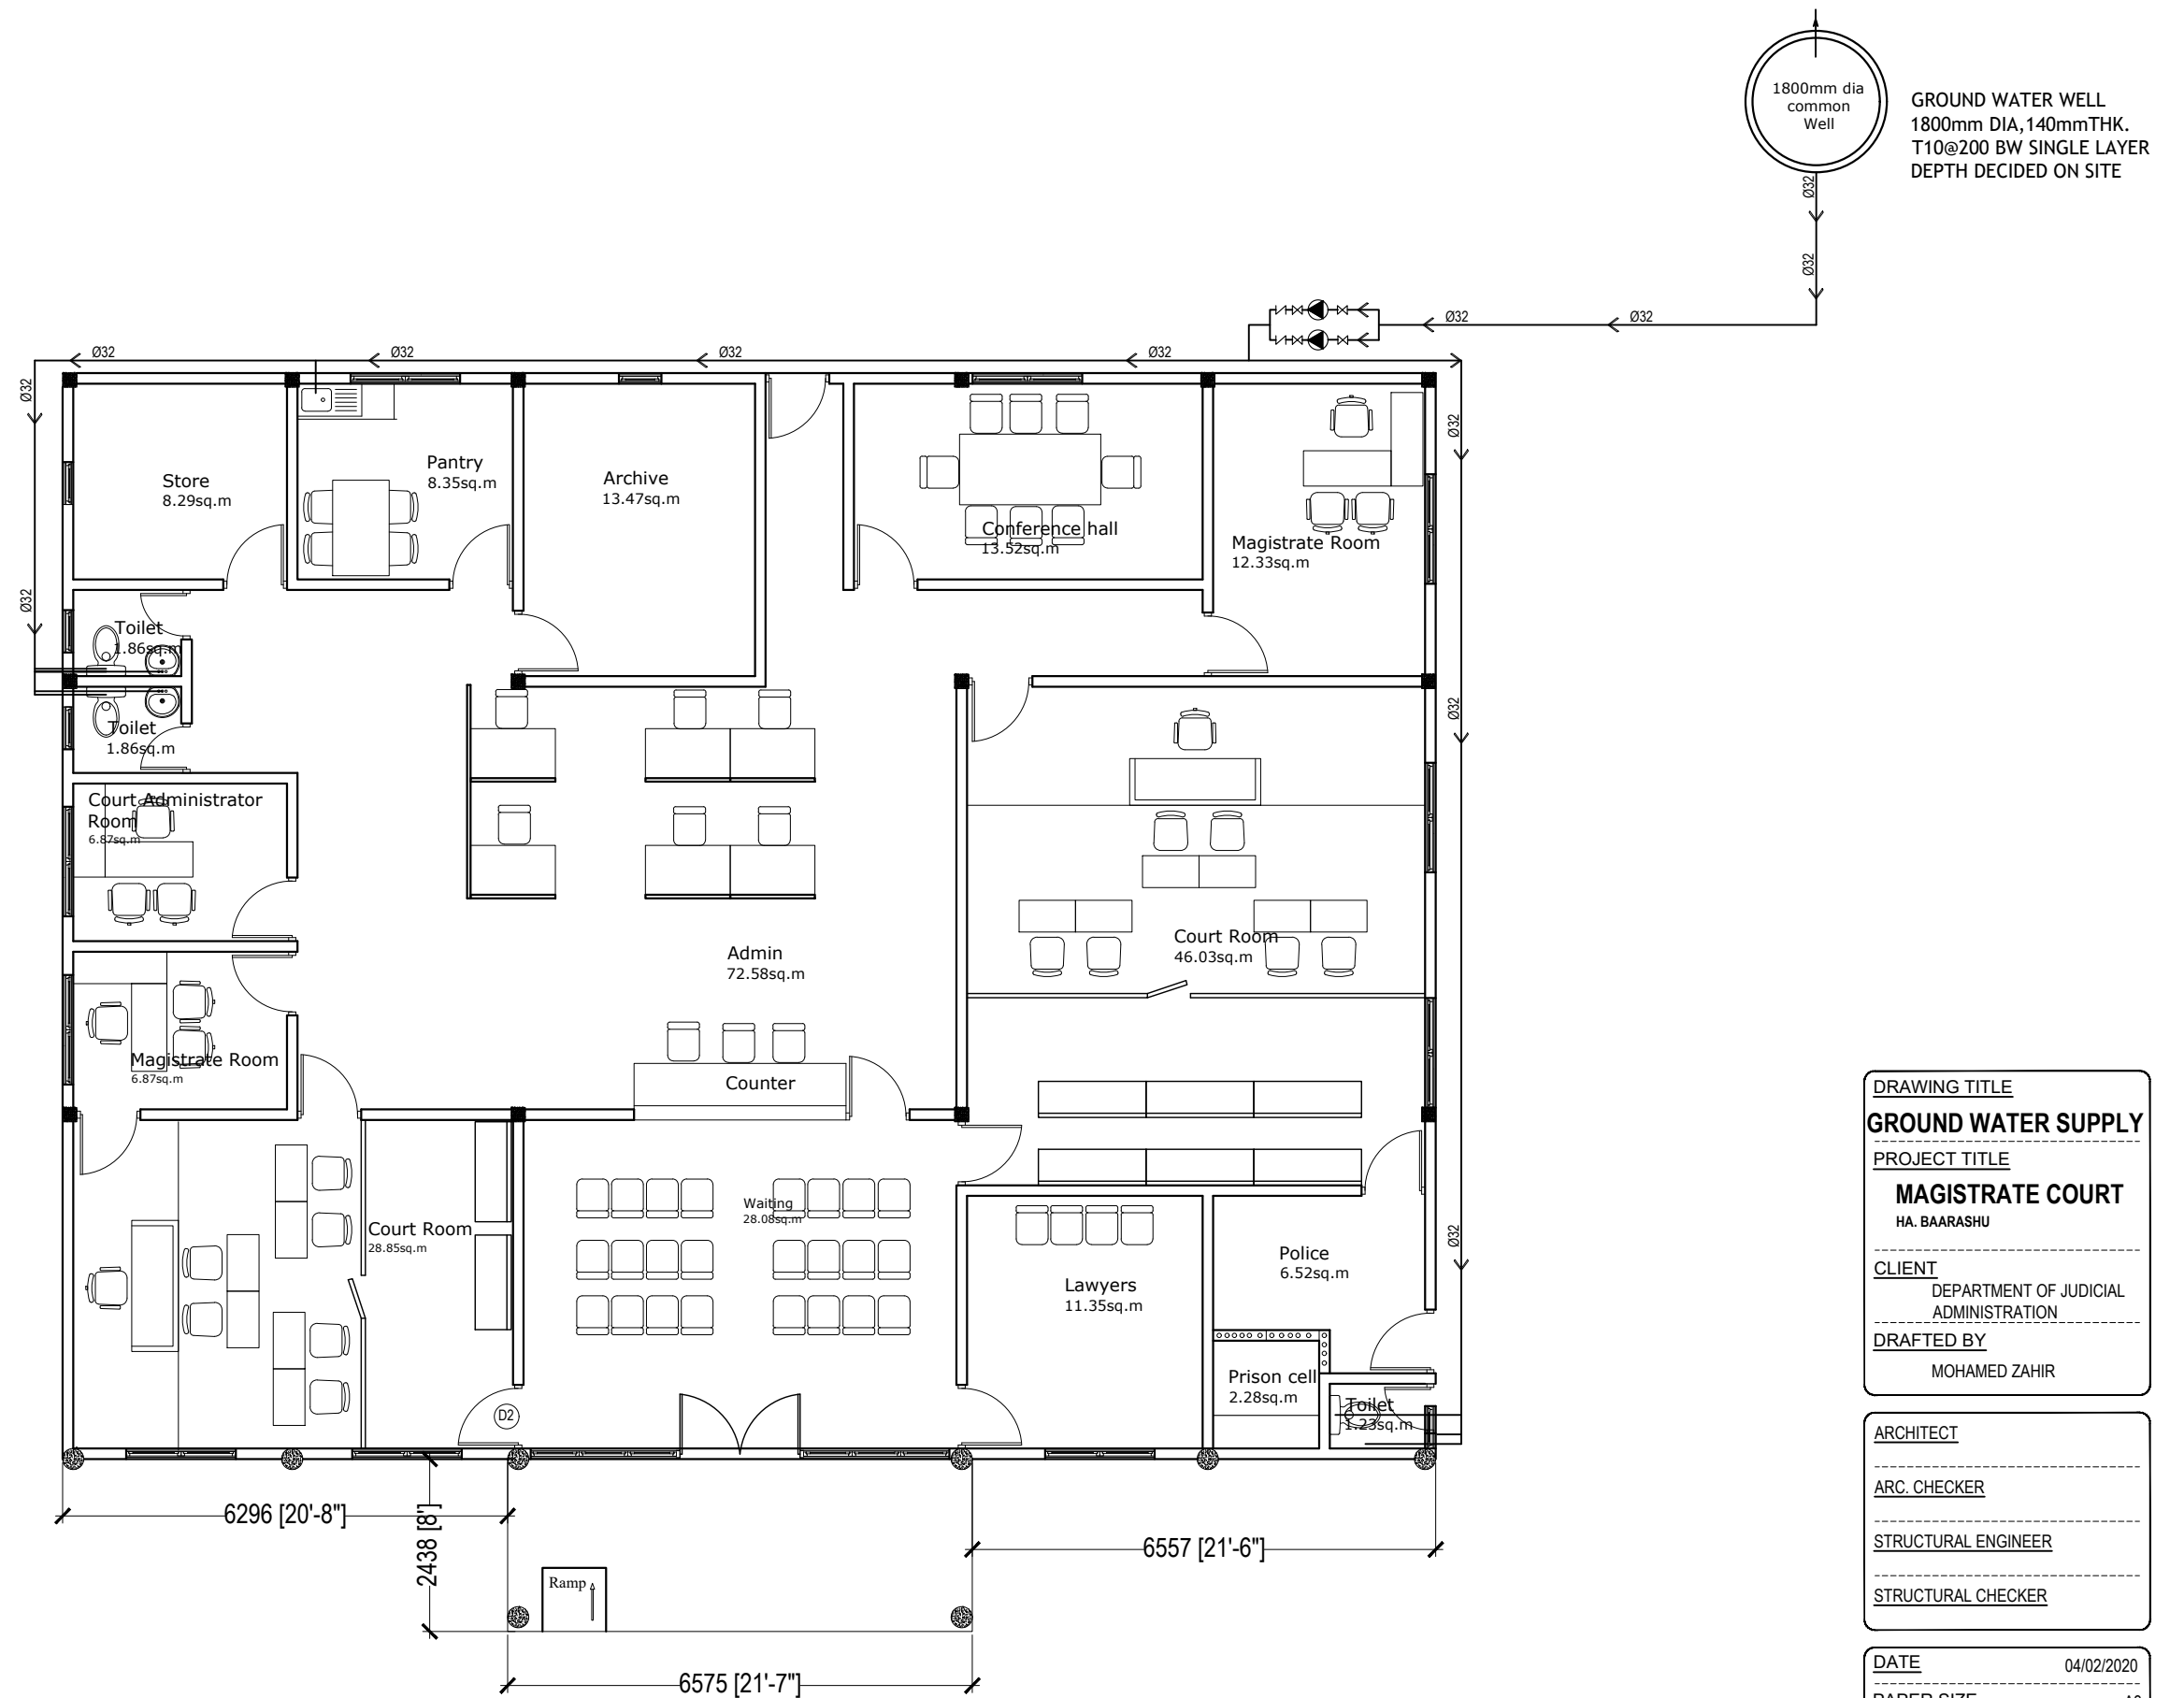 1800mm dia
common
Well
GROUND WATER WELL
1800mm DIA,140mmTHK.
T10@200 BW SINGLE LAYER
DEPTH DECIDED ON SITE
Ø32
Ø32
Ø32
Ø32
Ø32
Ø32
Ø32
Ø32
Ø32
Ø32
Ø32
Ø32
Ø32
Store
8.29sq.m
Pantry
8.35sq.m
Archive
13.47sq.m
Conference hall
13.52sq.m
Magistrate Room
12.33sq.m
Toilet
1.86sq.m
Toilet
1.86sq.m
Court Administrator
Room
6.87sq.m
Magistrate Room
6.87sq.m
Admin
72.58sq.m
Counter
Court Room
46.03sq.m
Court Room
28.85sq.m
Waiting
28.08sq.m
Lawyers
11.35sq.m
Police
6.52sq.m
Prison cell
2.28sq.m
Toilet
1.23sq.m
D2
6296 [20'-8"]
2438 [8']
6557 [21'-6"]
Ramp
6575 [21'-7"]
DRAWING TITLE
GROUND WATER SUPPLY
PROJECT TITLE
MAGISTRATE COURT
HA. BAARASHU
CLIENT
DEPARTMENT OF JUDICIAL
ADMINISTRATION
DRAFTED BY
MOHAMED ZAHIR
ARCHITECT
ARC. CHECKER
STRUCTURAL ENGINEER
STRUCTURAL CHECKER
DATE 04/02/2020
PAPER SIZE